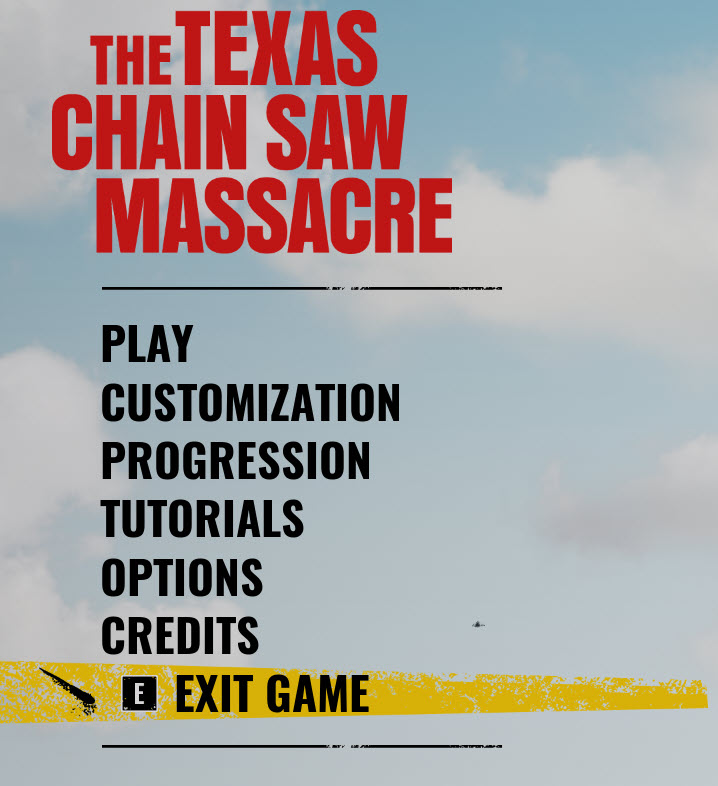 THE TEXAS
CHAIN SAW
MASSACRE
PLAY
CUSTOMIZATION
PROGRESSION
TUTORIALS
OPTIONS
CREDITS
E EXIT GAME